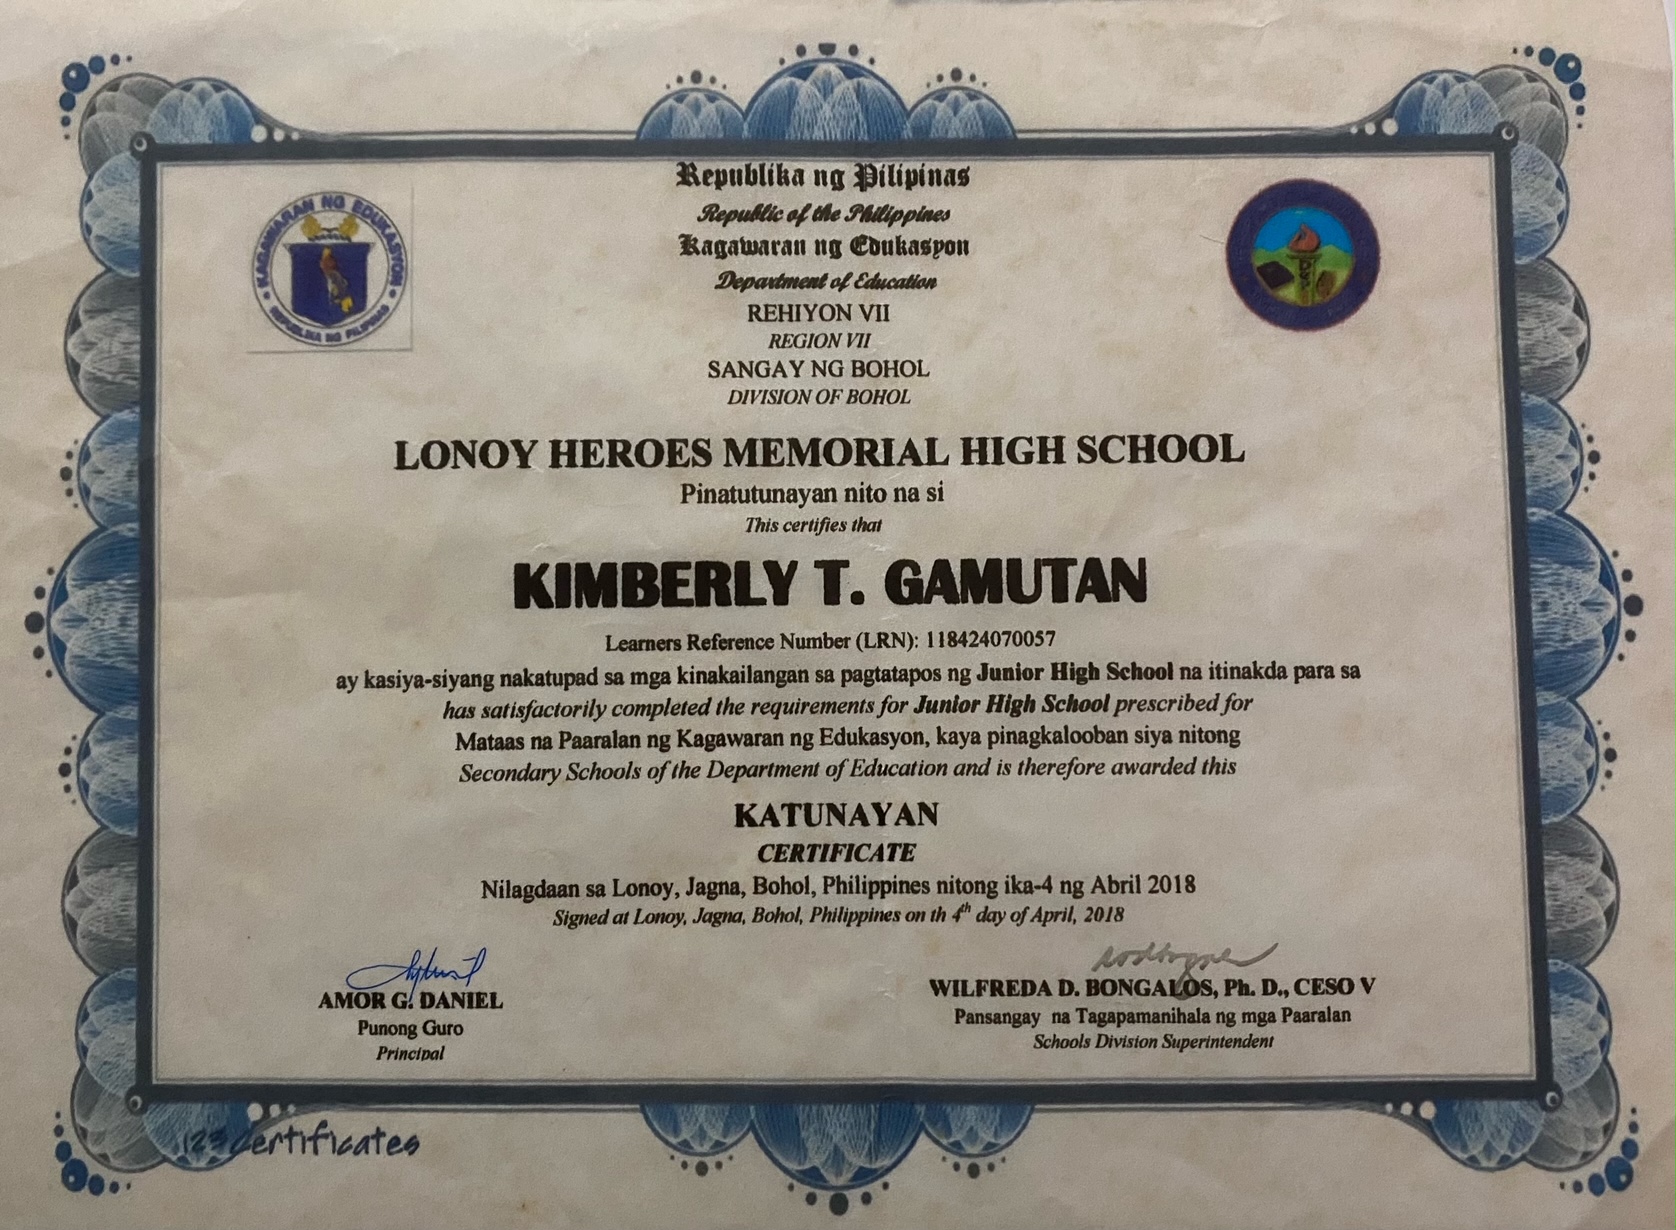 Republika ng Pilipinas
Republic of the Philippines
Kagawaran ng Edukasyon
Department of Education
REHIYON VII
REGION VII
SANGAY NG BOHOL
DIVISION OF BOHOL
KAGAWARAN NG EDUKASYON
REPUBLIKA NG PILIPINAS
LONOY HEROES MEMORIAL HIGH SCHOOL
Pinatutunayan nito na si
This certifies that
KIMBERLY T. GAMUTAN
Learners Reference Number (LRN): 118424070057
ay kasiya-siyang nakatupad sa mga kinakailangan sa pagtatapos ng Junior High School na itinakda para sa
has satisfactorily completed the requirements for Junior High School prescribed for
Mataas na Paaralan ng Kagawaran ng Edukasyon, kaya pinagkalooban siya nitong
Secondary Schools of the Department of Education and is therefore awarded this
KATUNAYAN
CERTIFICATE
Nilagdaan sa Lonoy, Jagna, Bohol, Philippines nitong ika-4 ng Abril 2018
Signed at Lonoy, Jagna, Bohol, Philippines on th 4th day of April, 2018
AMOR G. DANIEL
Punong Guro
Principal
WILFREDA D. BONGALOS, Ph. D., CESO V
Pansangay na Tagapamanihala ng mga Paaralan
Schools Division Superintendent
123Certificates